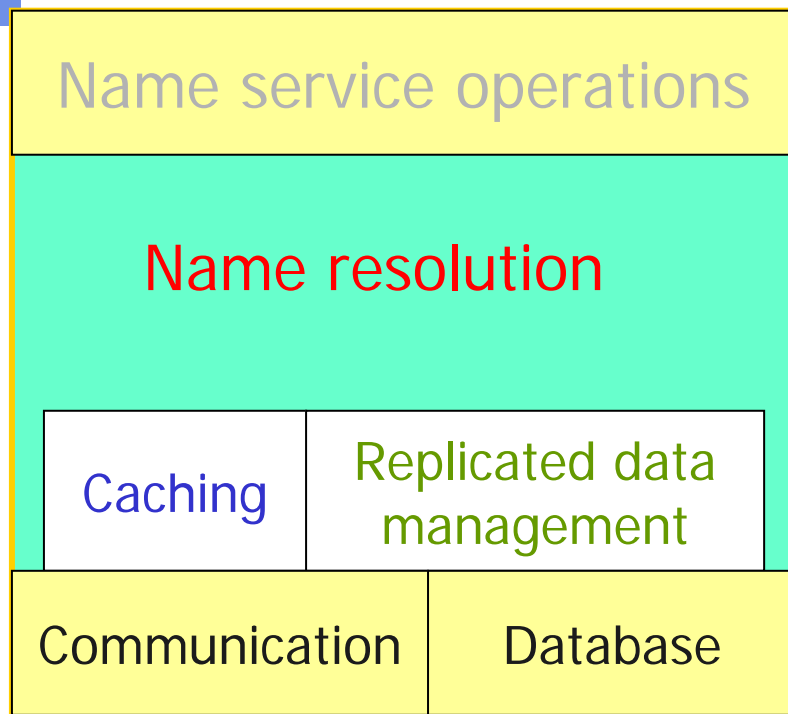 Name service operations
Name resolution
Caching
Replicated data
management
Communication
Database